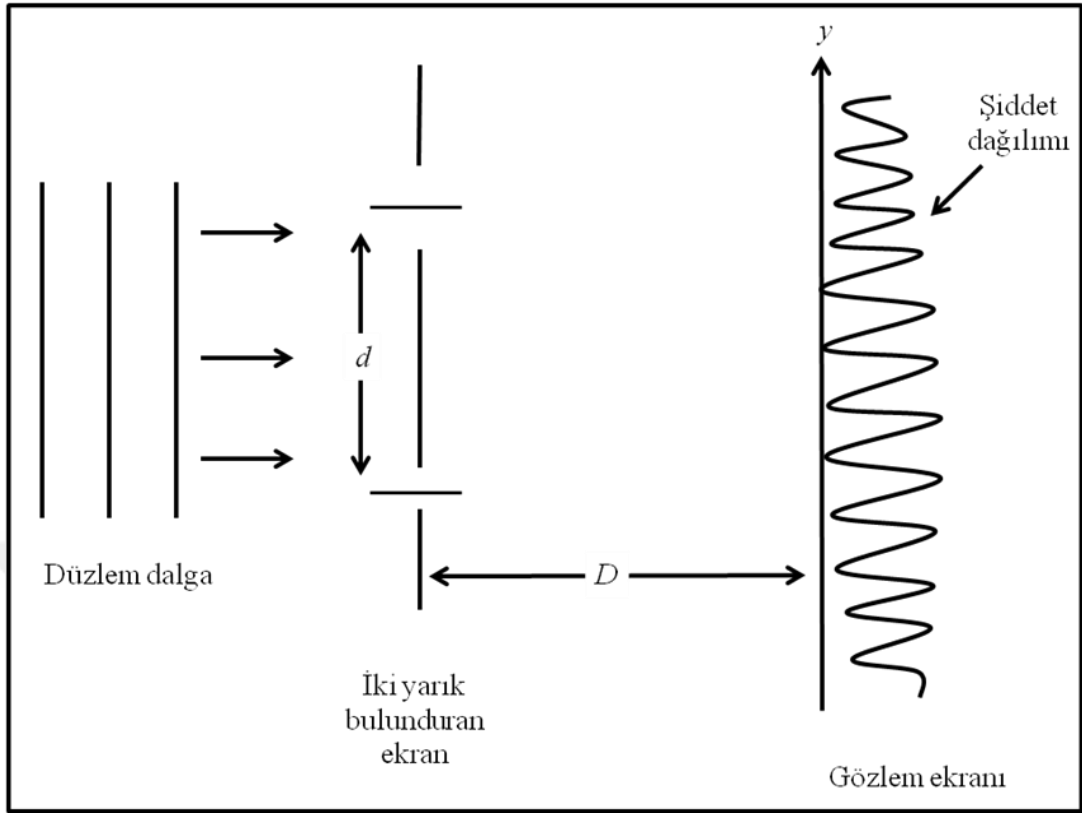 y
Şiddet
dağılımı
d
Düzlem dalga
D
İki yarık
bulunduran
ekran
Gözlem ekranı